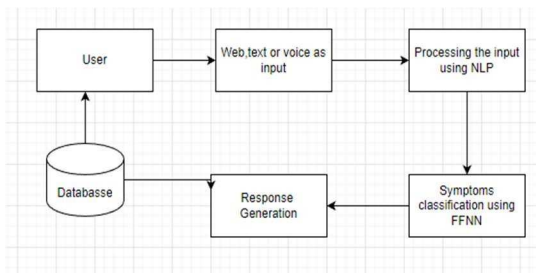 User
Web,text or voice as
input
Processing the input
using NLP
Databasse
Response
Generation
Symptoms
classification using
FFNN